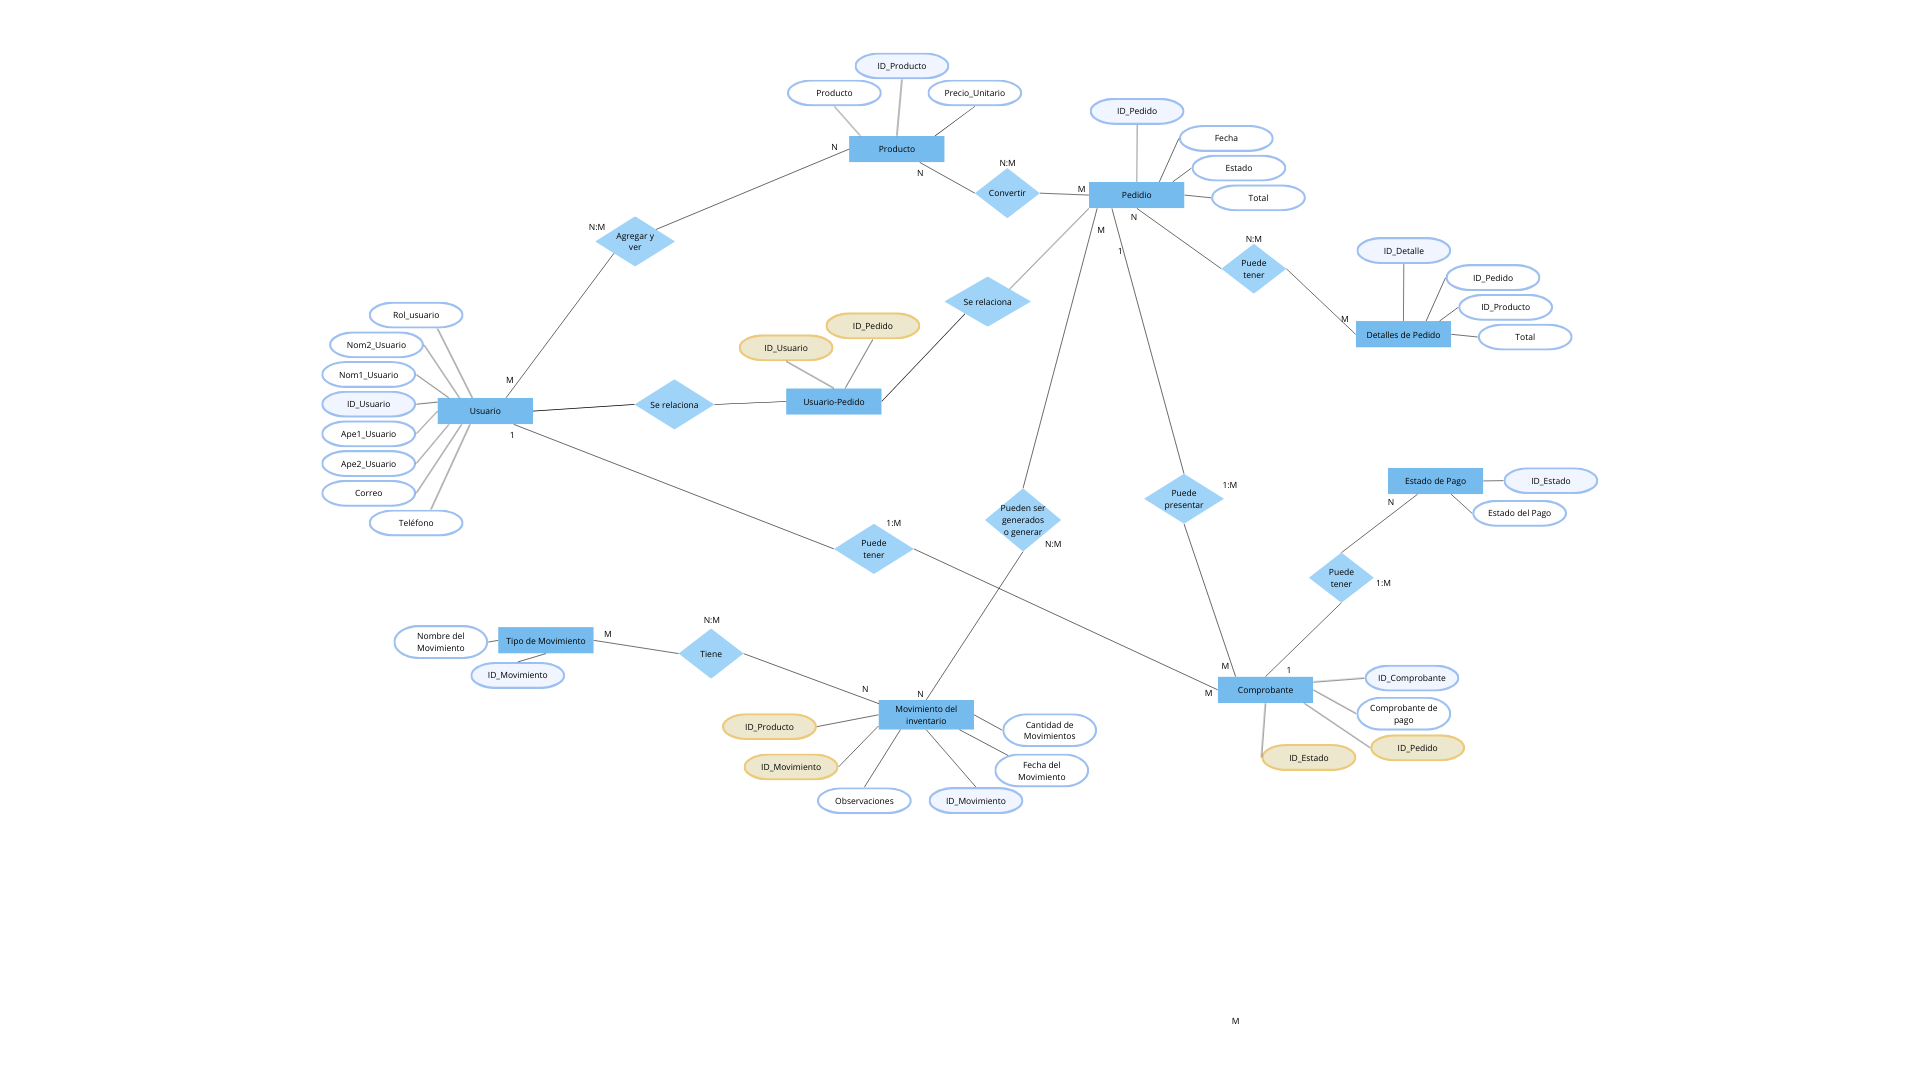 ID_Producto
Producto
Precio_Unitario
Producto
N
N
N:M
Convertir
M
ID_Pedido
Fecha
Estado
Total
Pedidio
N
M
1
N:M
Puede
tener
M
ID_Detalle
ID_Pedido
ID_Producto
Total
Detalles de Pedido
N:M
Agregar y
ver
M
Se relaciona
ID_Pedido
ID_Usuario
Usuario-Pedido
Se relaciona
Rol_usuario
Nom2_Usuario
Nom1_Usuario
ID_Usuario
Ape1_Usuario
Ape2_Usuario
Correo
Teléfono
Usuario
1
1:M
Puede
tener
Pueden ser
generados
o generar
N:M
Puede
presentar
1:M
Estado de Pago
ID_Estado
Estado del Pago
N
Puede
tener
1:M
1
M
M
Comprobante
ID_Comprobante
Comprobante de
pago
ID_Pedido
ID_Estado
Nombre del
Movimiento
Tipo de Movimiento
ID_Movimiento
M
N:M
Tiene
N
N
Movimiento del
inventario
ID_Producto
ID_Movimiento
Observaciones
ID_Movimiento
Fecha del
Movimiento
Cantidad de
Movimientos
M